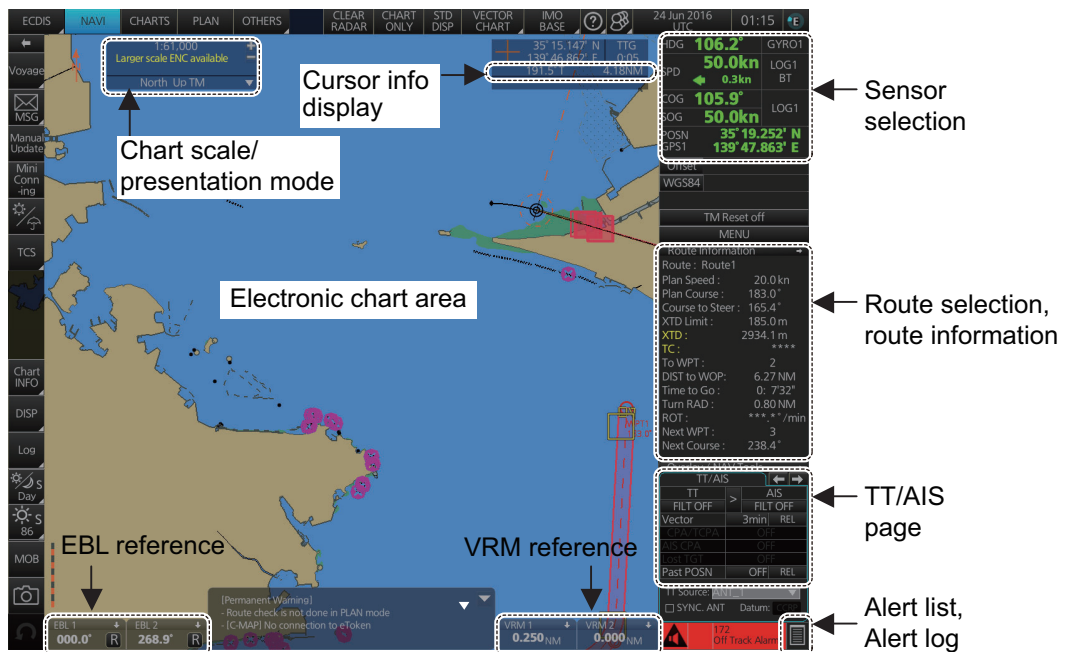 ECDIS NAVI CHARTS PLAN OTHERS CLEAR RADAR CHART ONLY STD DISP VECTOR CHART IMO BASE ? 24 Jun 2016 UTC 01:15
Voyage
MSG
Manual Update
Mini Conn -ing
TCS
Chart INFO
DISP
Log
Day S
86 S
MOB
1:61,000 +
Larger scale ENC available −
North Up TM
Chart scale/
presentation mode
35°15.147' N TTG
139°46.862' E 0:05
191.5°T 4.18NM
Cursor info
display
Electronic chart area
HDG 106.2° GYRO1
SPD 50.0kn LOG1
0.3kn BT
COG 105.9° LOG1
SOG 50.0kn
POSN 35°19.252' N
GPS1 139°47.863' E
Sensor
selection
Offset
WGS84
TM Reset off
MENU
Route Information
Route : Route1
Plan Speed : 20.0 kn
Plan Course : 183.0°
Course to Steer : 165.4°
XTD Limit : 185.0 m
XTD : 2934.1 m
TC : ****
To WPT : 2
DIST to WOP: 6.27 NM
Time to Go : 0: 7'32"
Turn RAD : 0.80 NM
ROT : ***.*°/min
Next WPT : 3
Next Course : 238.4°
Route selection,
route information
TT/AIS
TT > AIS
FILT OFF FILT OFF
Vector 3min REL
CPA/TCPA OFF
AIS CPA OFF
Lost TGT OFF
Past POSN OFF REL
TT/AIS
page
TT Source: ANT_1
SYNC. ANT Datum:
172
Off Track Alarm
Alert list,
Alert log
EBL reference
EBL 1 EBL 2
000.0° R 268.9° R
[Permanent Warning]
- Route check is not done in PLAN mode
- [C-MAP] No connection to eToken
VRM reference
VRM 1 VRM 2
0.250 NM 0.000 NM